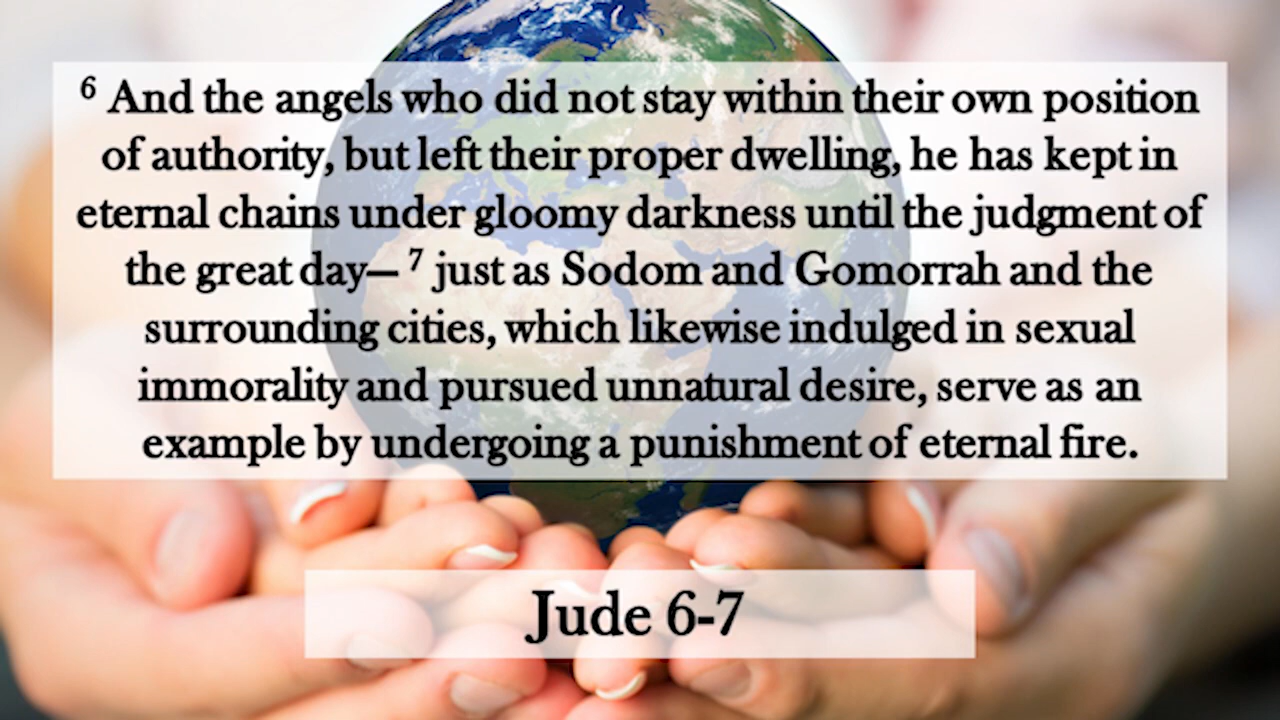 6 And the angels who did not stay within their own position
of authority, but left their proper dwelling, he has kept in
eternal chains under gloomy darkness until the judgment of
the great day— 7 just as Sodom and Gomorrah and the
surrounding cities, which likewise indulged in sexual
immorality and pursued unnatural desire, serve as an
example by undergoing a punishment of eternal fire.
Jude 6-7